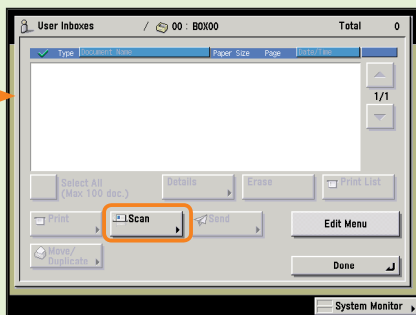 User Inboxes / 00 : BOX00 Total 0
Type Document Name Paper Size Page Date/Time
1/1
Select All (Max 100 doc.) Details Erase Print List
Print Scan Send Edit Menu
Move/ Duplicate Done
System Monitor